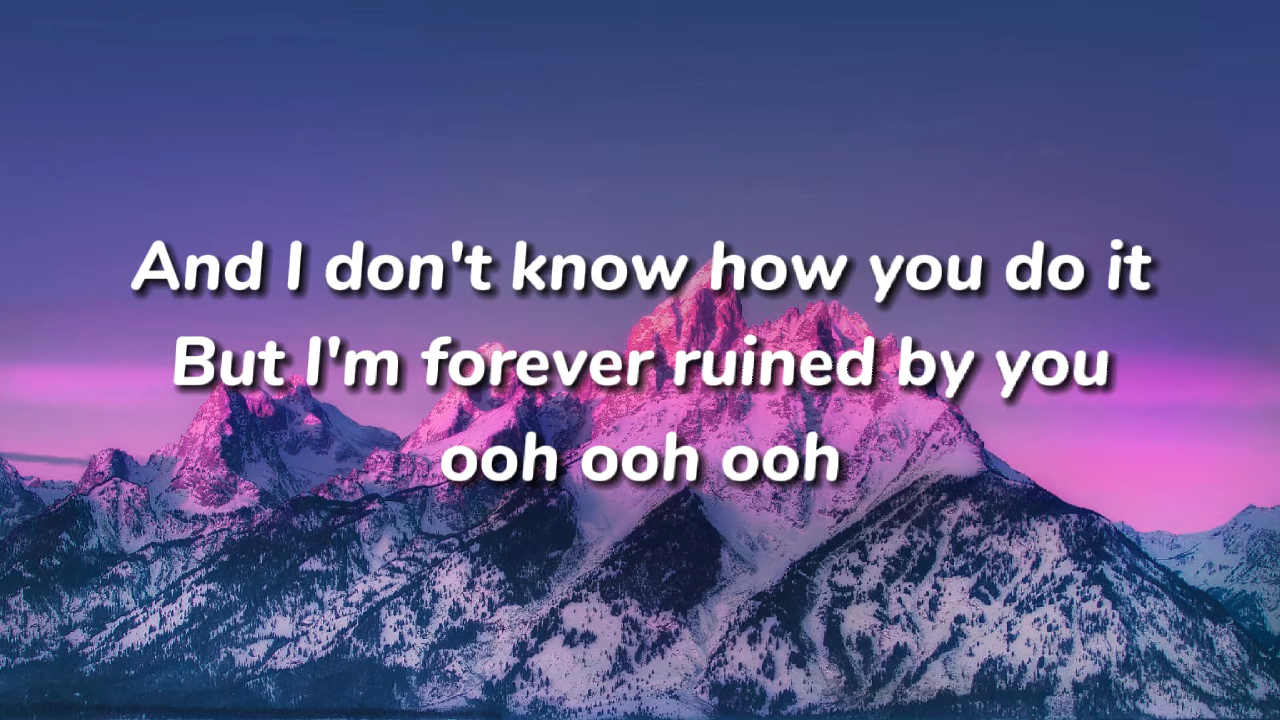 And I don't know how you do it
But I'm forever ruined by you
ooh ooh ooh